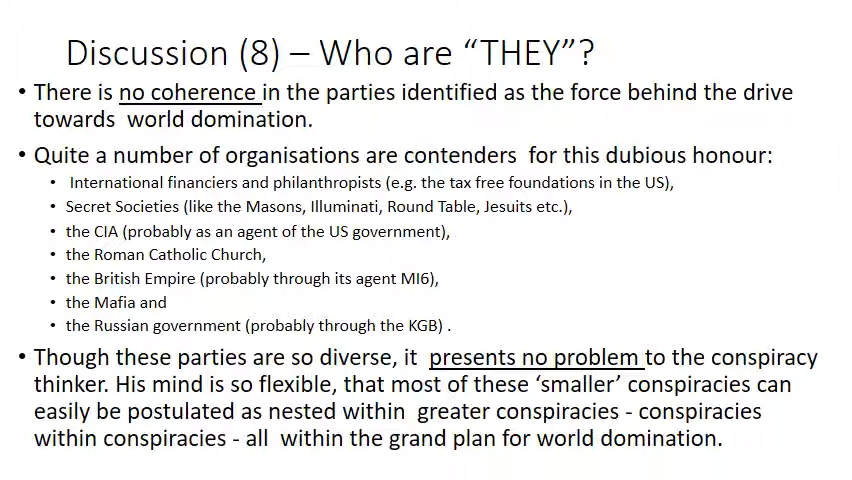 Discussion (8) – Who are “THEY”?
• There is no coherence in the parties identified as the force behind the drive
towards  world domination.
• Quite a number of organisations are contenders  for this dubious honour:
•  International financiers and philanthropists (e.g. the tax free foundations in the US),
• Secret Societies (like the Masons, Illuminati, Round Table, Jesuits etc.),
• the CIA (probably as an agent of the US government),
• the Roman Catholic Church,
• the British Empire (probably through its agent MI6),
• the Mafia and
• the Russian government (probably through the KGB) .
• Though these parties are so diverse, it  presents no problem to the conspiracy
thinker. His mind is so flexible, that most of these ‘smaller’ conspiracies can
easily be postulated as nested within  greater conspiracies - conspiracies
within conspiracies - all  within the grand plan for world domination.